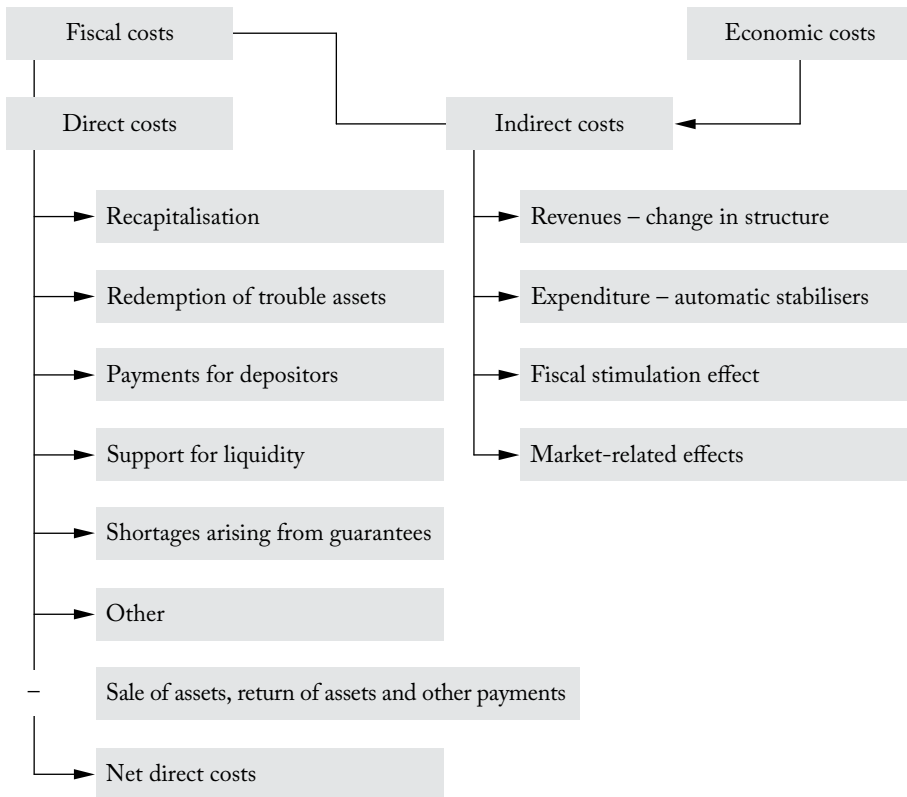 Fiscal costs
Economic costs
Direct costs
Indirect costs
Recapitalisation
Redemption of trouble assets
Payments for depositors
Support for liquidity
Shortages arising from guarantees
Other
– Sale of assets, return of assets and other payments
Net direct costs
Revenues – change in structure
Expenditure – automatic stabilisers
Fiscal stimulation effect
Market-related effects